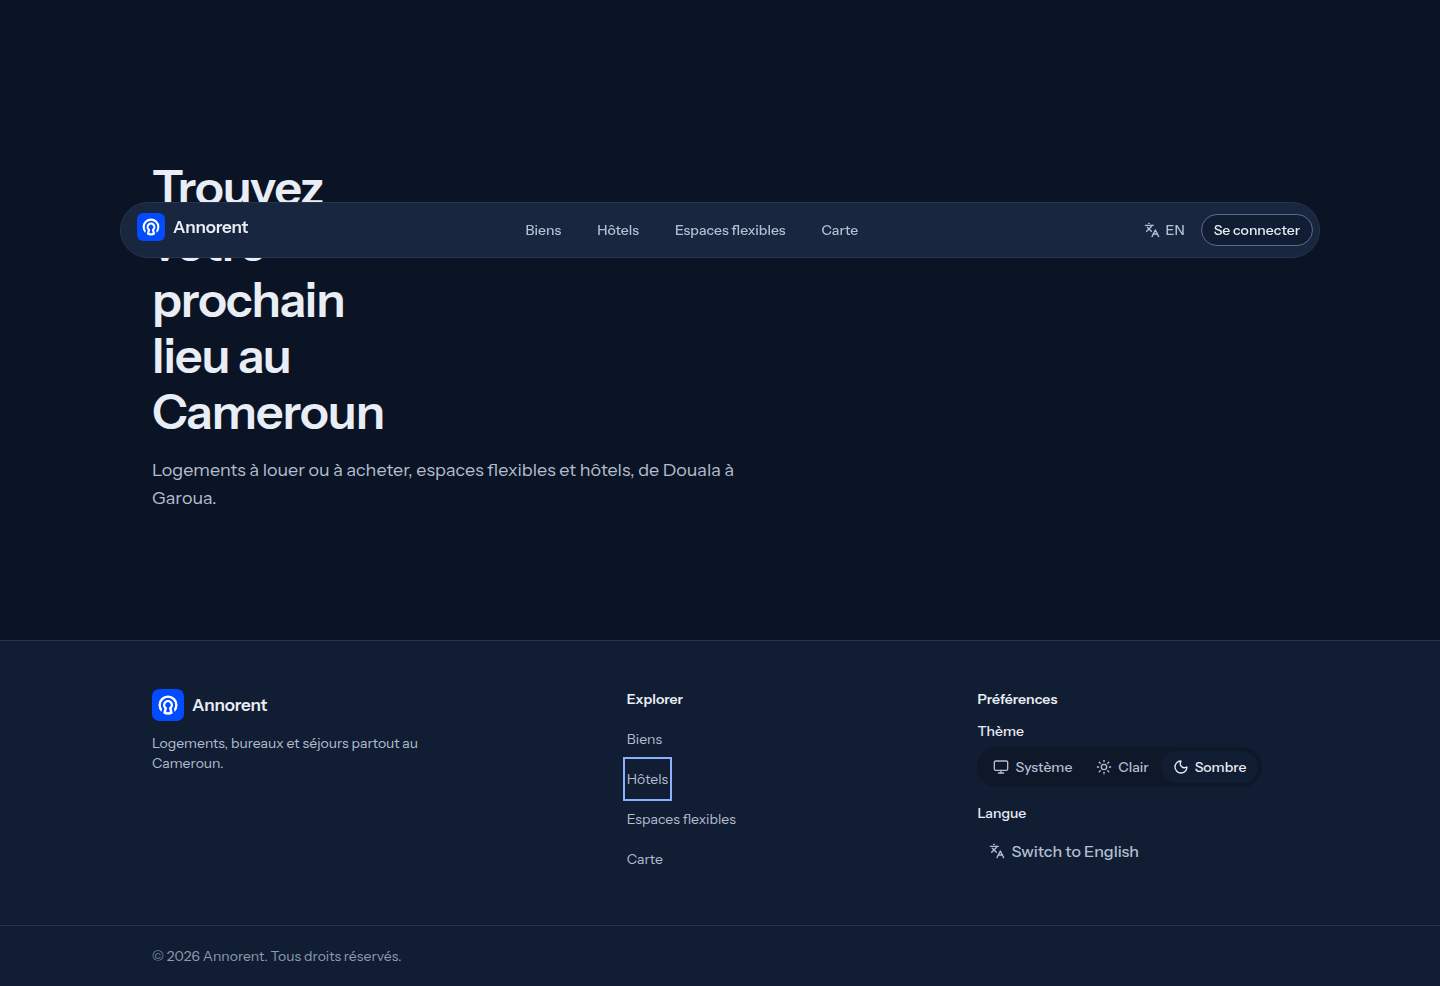 Trouvez
Annorent
Biens
Hôtels
Espaces flexibles
Carte
EN
Se connecter
prochain
lieu au
Cameroun
Logements à louer ou à acheter, espaces flexibles et hôtels, de Douala à
Garoua.
Annorent
Logements, bureaux et séjours partout au
Cameroun.
Explorer
Biens
Hôtels
Espaces flexibles
Carte
Préférences
Thème
Système
Clair
Sombre
Langue
Switch to English
© 2026 Annorent. Tous droits réservés.